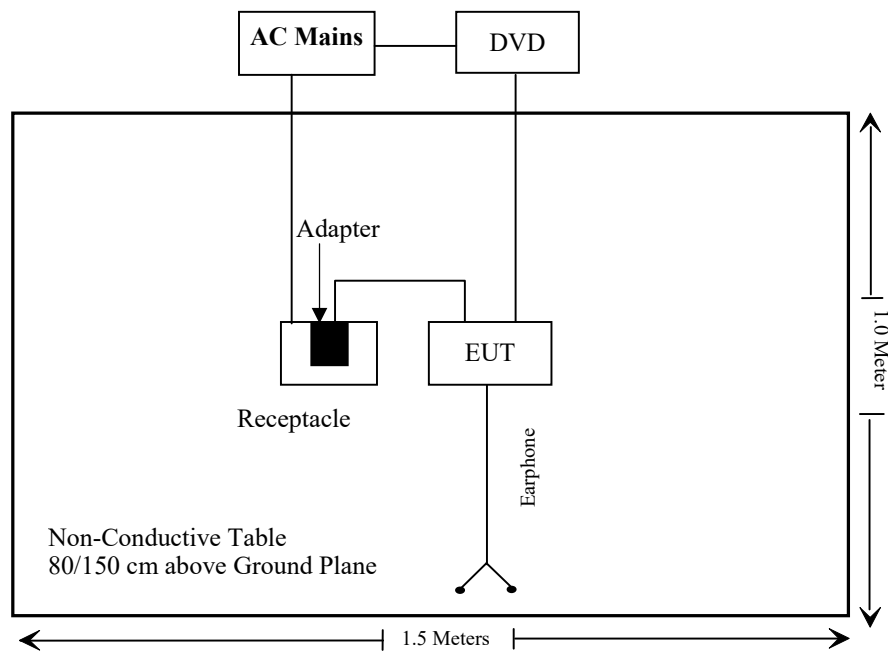 AC Mains
DVD
Adapter
EUT
Receptacle
Earphone
1.0 Meter
Non-Conductive Table
80/150 cm above Ground Plane
1.5 Meters